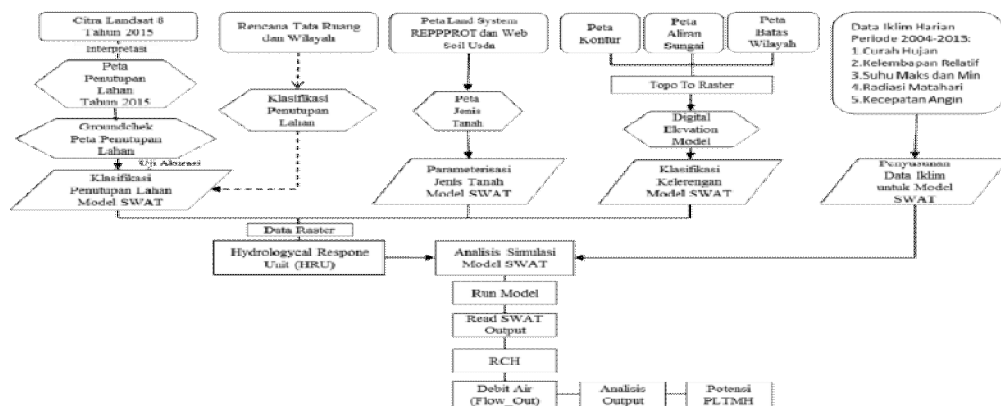 Citra Landsat 8
Tahun 2015
Interpretasi
Peta
Penutupan
Lahan
Tahun 2015
Groundchek
Peta Penutupan
Lahan
Uji Akurasi
Klasifikasi
Penutupan Lahan
Model SWAT
Rencana Tata Ruang
dan Wilayah
Klasifikasi
Penutupan
Lahan
Peta Land System
REPPPROT dan Web
Soil Usda
Peta
Jenis
Tanah
Parameterisasi
Jenis Tanah
Model SWAT
Peta
Kontur
Peta
Aliran
Sungai
Peta
Batas
Wilayah
Topo To Raster
Digital
Elevation
Model
Klasifikasi
Kelerengan
Model SWAT
Data Iklim Harian
Periode 2004-2013:
1.Curah Hujan
2.Kelembapan Relatif
3.Suhu Maks dan Min
4.Radiasi Matahari
5.Kecepatan Angin
Penyusunan
Data Iklim
untuk Model
SWAT
Data Raster
Hydrologycal Respone
Unit (HRU)
Analisis Simulasi
Model SWAT
Run Model
Read SWAT
Output
RCH
Debit Air
(Flow_Out)
Analisis
Output
Potensi
PLTMH